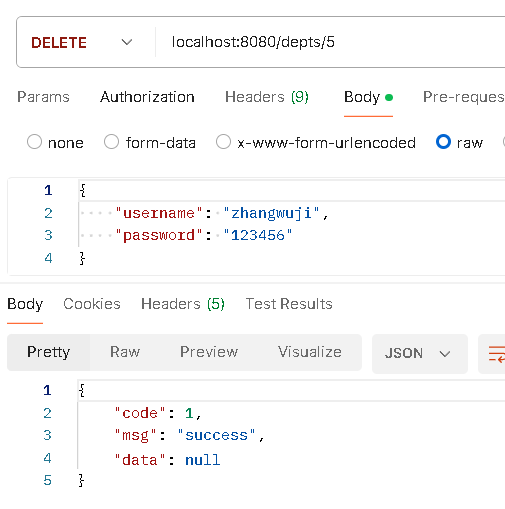 DELETE localhost:8080/depts/5
Params Authorization Headers (9) Body Pre-reques
none form-data x-www-form-urlencoded raw
1 {
2 ····"username":·"zhangwuji",
3 ····"password":·"123456"
4 }
Body Cookies Headers (5) Test Results
Pretty Raw Preview Visualize JSON
1 {
2 "code": 1,
3 "msg": "success",
4 "data": null
5 }